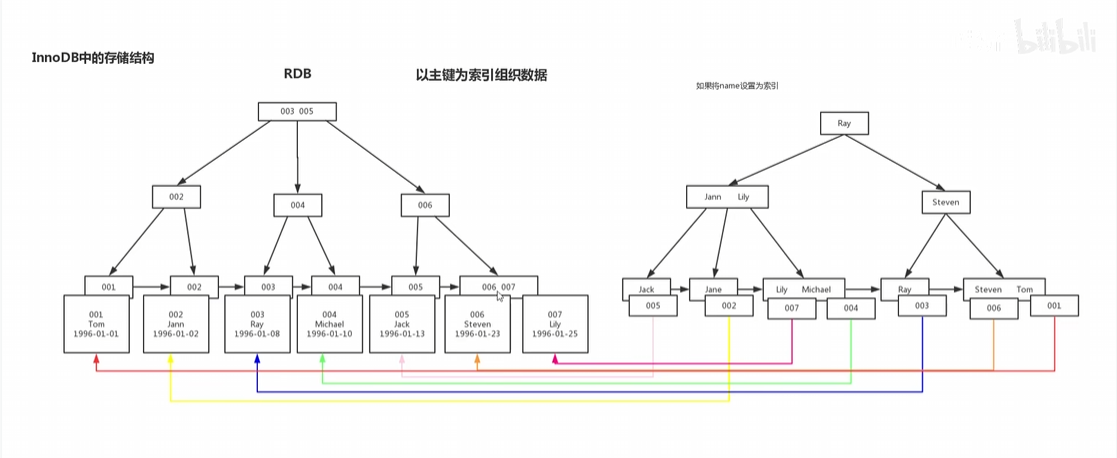 bilibili
InnoDB中的存储结构
RDB
以主键为索引组织数据
如果将name设置为索引
003 005
Ray
002
004
006
Jann Lily
Steven
001
002
003
004
005
006 007
Jack
Jane
Lily Michael
Ray
Steven Tom
005
002
007
004
003
006
001
001
Tom
1996-01-01
002
Jann
1996-01-02
003
Ray
1996-01-08
004
Michael
1996-01-10
005
Jack
1996-01-13
006
Steven
1996-01-23
007
Lily
1996-01-25